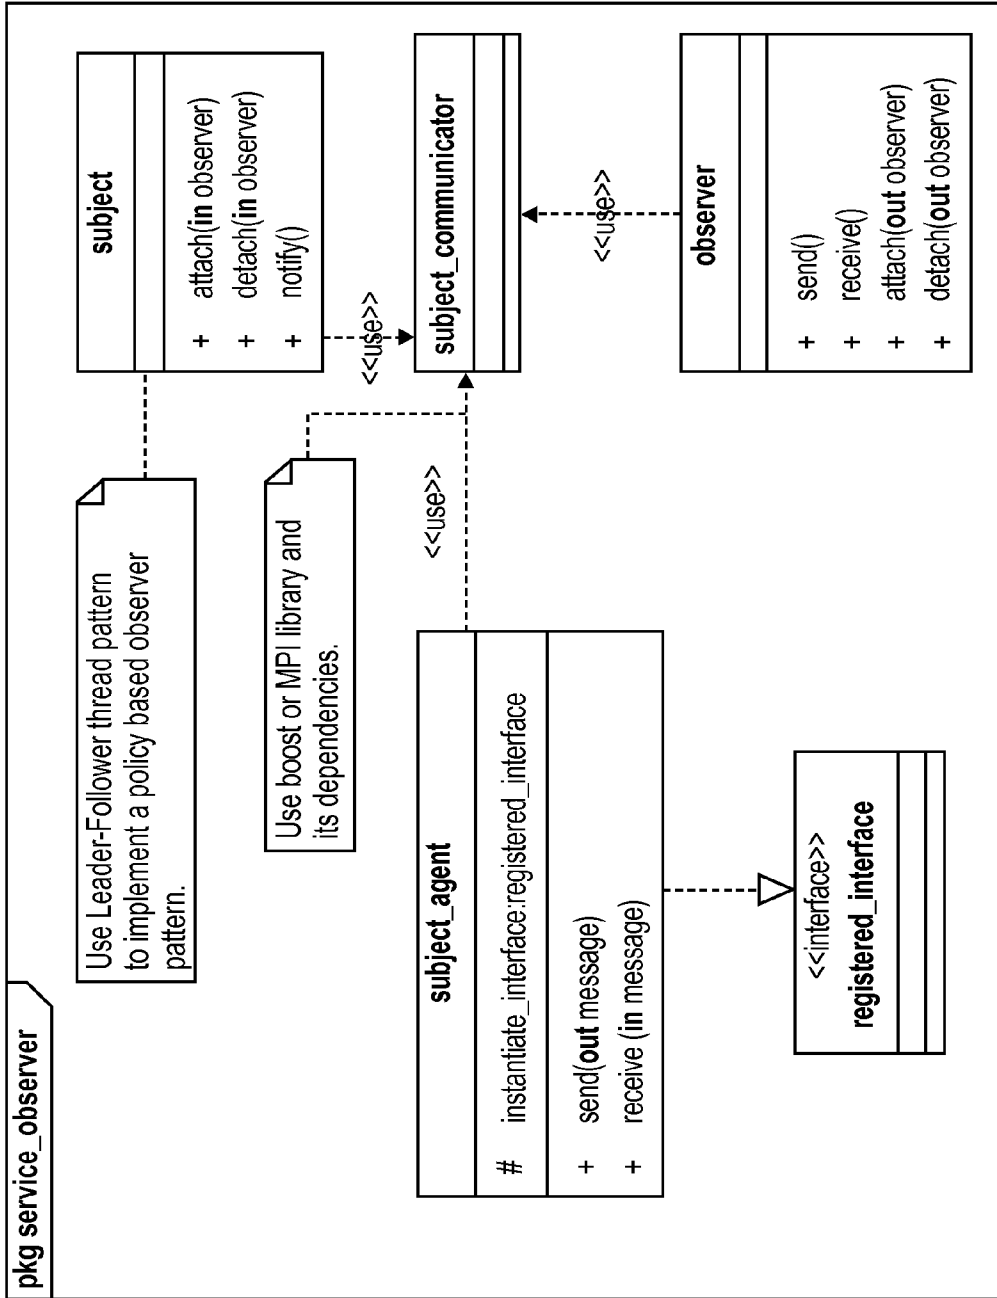 pkg service_observer
Use Leader-Follower thread pattern
to implement a policy based observer
pattern.
subject
+ attach(in observer)
+ detach(in observer)
+ notify()
Use boost or MPI library and
its dependencies.
<<use>>
subject_agent
# instantiate_interface:registered_interface
+ send(out message)
+ receive (in message)
<<use>>
subject_communicator
<<use>>
<<interface>>
registered_interface
observer
+ send()
+ receive()
+ attach(out observer)
+ detach(out observer)